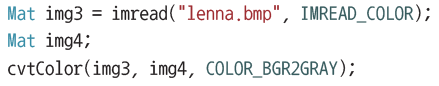 Mat img3 = imread("lenna.bmp", IMREAD_COLOR);
Mat img4;
cvtColor(img3, img4, COLOR_BGR2GRAY);